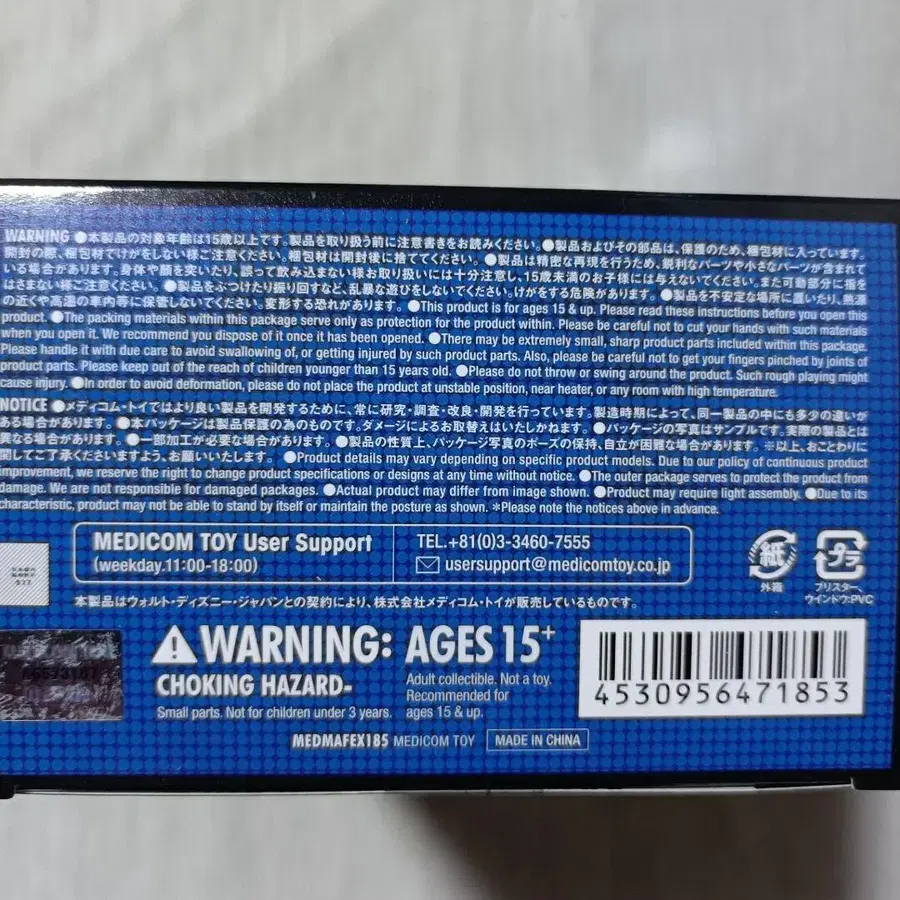 WARNING ●本製品の対象年齢は15歳以上です。製品を取り扱う前に注意書きをお読みください。●製品およびその部品は、保護のため、梱包材に入っています。
開封の際、梱包材でけがをしない様ご注意ください。梱包材は開封後に捨ててください。●製品は精密な再現を行うため、鋭利なパーツや小さなパーツが含まれて
いる場合があります。身体や顔を突いたり、誤って飲み込まない様お取り扱いには十分注意し、15歳未満のお子様には与えないでください。また可動部分に指を
はさまない様ご注意ください。●製品をぶつけたり振り回すなど、乱暴な遊びをしないでください。けがをする危険があります。●製品を不安定な場所に置いたり、熱源
の近くや高温の車内等に保管しないでください。変形する恐れがあります。●This product is for ages 15 & up. Please read these instructions before you open this
product. ●The packing materials within this package serve only as protection for the product within. Please be careful not to cut your hands with such materials
when you open it. We recommend you dispose of it once it has been opened. ●There may be extremely small, sharp product parts included within this package.
Please handle it with due care to avoid swallowing of, or getting injured by such product parts. Also, please be careful not to get your fingers pinched by joints of
product parts. Please keep out of the reach of children younger than 15 years old. ●Please do not throw or swing around the product. Such rough playing might
cause injury. ●In order to avoid deformation, please do not place the product at unstable position, near heater, or any room with high temperature.
NOTICE ●メディコム・トイではより良い製品を開発するために、常に研究・調査・改良・開発を行っています。製造時期によって、同一製品の中にも多少の違いが
ある場合があります。●本パッケージは製品保護の為のものです。ダメージによるお取替えはいたしかねます。●パッケージの写真はサンプルです。実際の製品とは
異なる場合があります。●一部加工が必要な場合があります。●製品の性質上、パッケージ写真のポーズの保持、自立が困難な場合があります。※以上、おことわりに
関してご了承くださいますよう、お願いいたします。●Product details may vary depending on specific product models. Due to our policy of continuous product
improvement, we reserve the right to change product specifications or designs at any time without notice. ●The outer package serves to protect the product from
damage. We are not responsible for damaged packages. ●Actual product may differ from image shown. ●Product may require light assembly. ●Due to its
characteristic, product may not be able to stand by itself or maintain the posture as shown. *Please note the notices above in advance.
MEDICOM TOY User Support
(weekday.11:00-18:00)
TEL.+81(0)3-3460-7555
usersupport@medicomtoy.co.jp
紙
外箱
プラ
ブリスター、
ウインドウ:PVC
本製品はウォルト・ディズニー・ジャパンとの契約により、株式会社メディコム・トイが販売しているものです。
WARNING:
CHOKING HAZARD-
Small parts. Not for children under 3 years.
AGES 15+
Adult collectible. Not a toy.
Recommended for
ages 15 & up.
4530956471853
MEDMAFEX185 MEDICOM TOY MADE IN CHINA